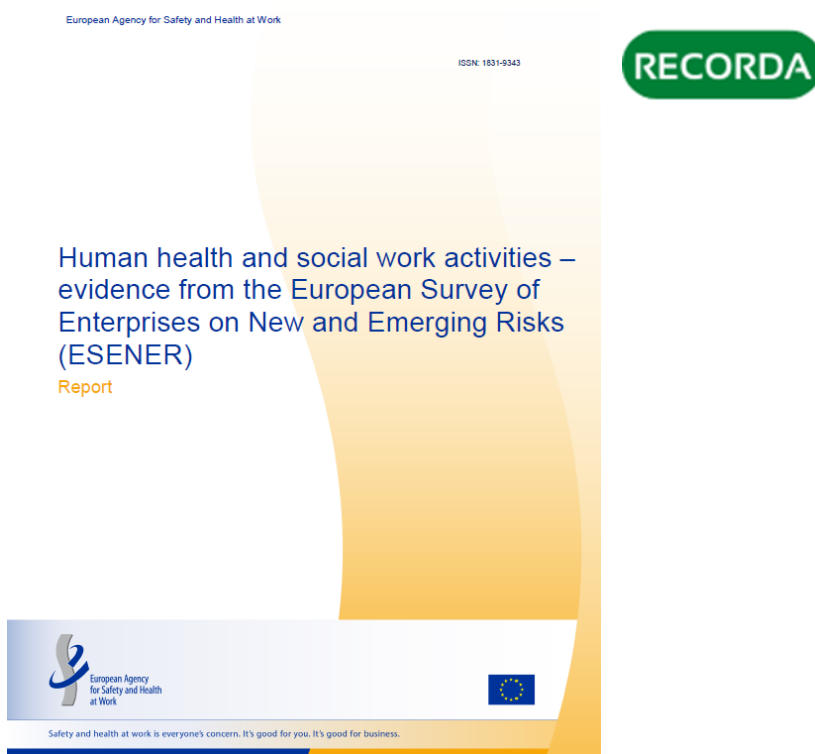 European Agency for Safety and Health at Work
ISSN: 1831-9343
RECORDA
Human health and social work activities –
evidence from the European Survey of
Enterprises on New and Emerging Risks
(ESENER)
Report
European Agency
for Safety and Health
at Work
Safety and health at work is everyone's concern. It's good for you. It's good for business.